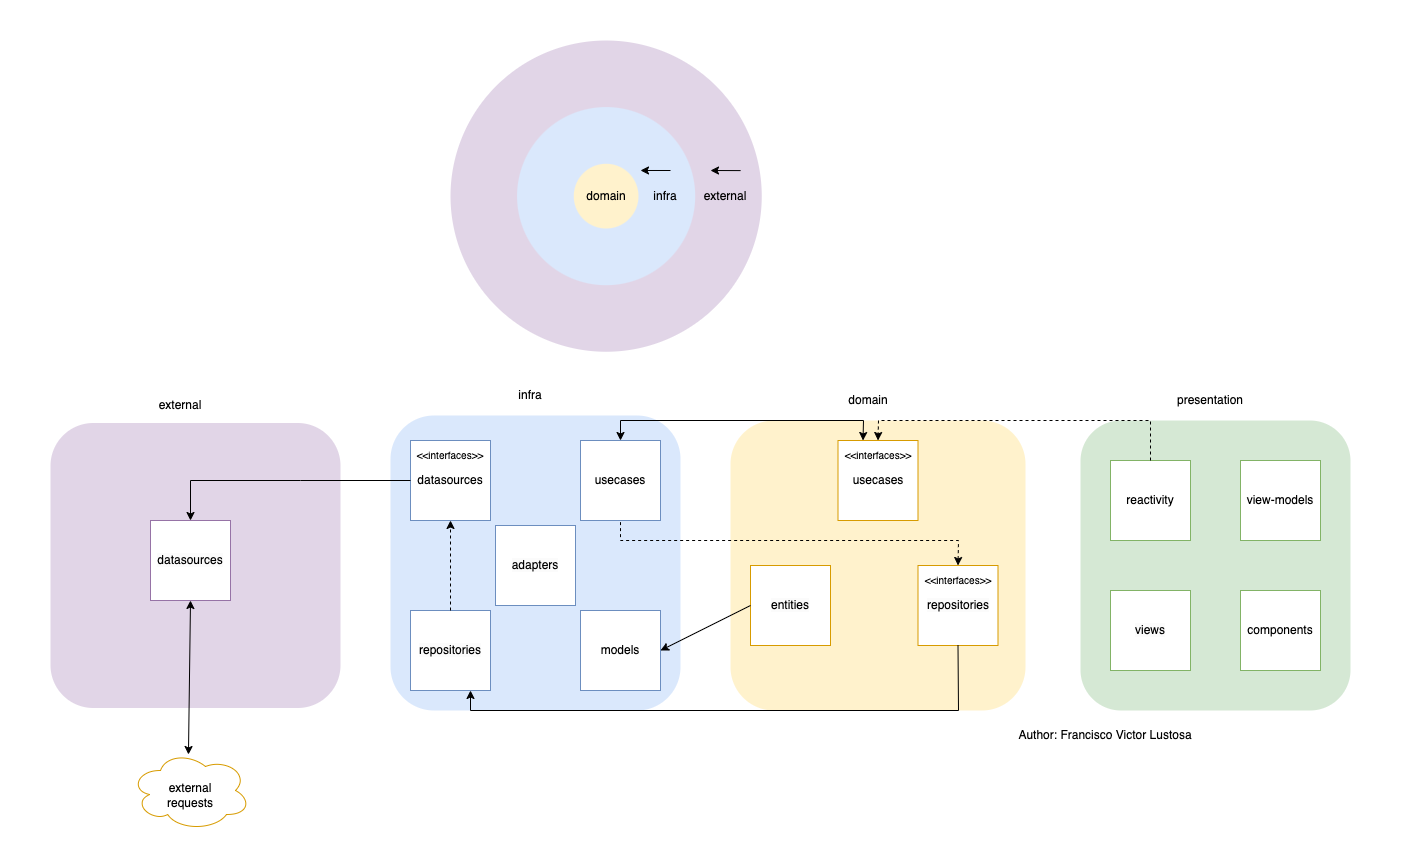 domain
infra
external
external
infra
domain
presentation
<<interfaces>>
datasources
usecases
<<interfaces>>
usecases
reactivity
view-models
datasources
adapters
entities
<<interfaces>>
repositories
repositories
models
views
components
Author: Francisco Victor Lustosa
external
requests